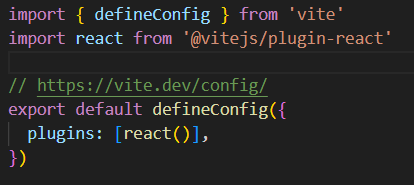 import { defineConfig } from 'vite'
import react from '@vitejs/plugin-react'

// https://vite.dev/config/
export default defineConfig({
  plugins: [react()],
})